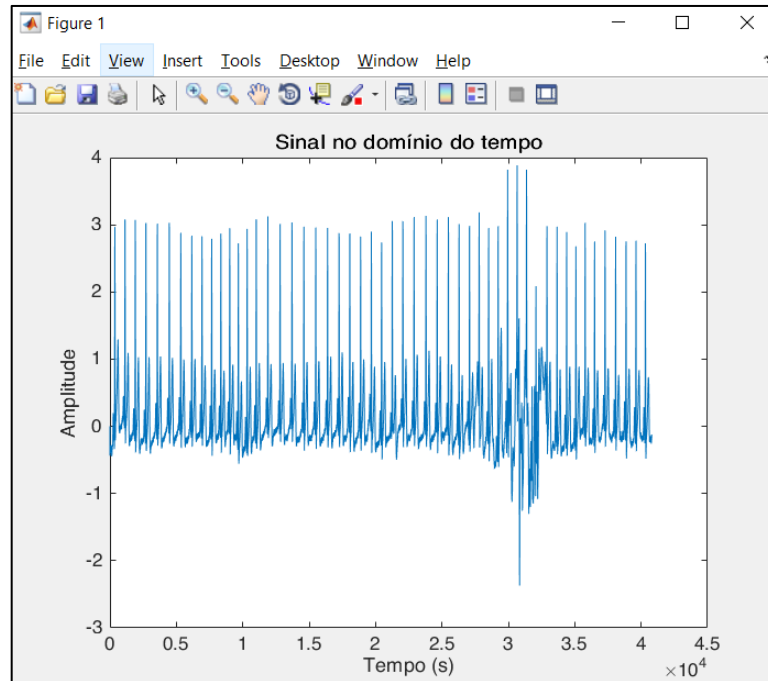 Figure 1
File Edit View Insert Tools Desktop Window Help
Sinal no domínio do tempo
4
3
2
1
0
-1
-2
-3
Amplitude
0 0.5 1 1.5 2 2.5 3 3.5 4 4.5
Tempo (s)
×10⁴